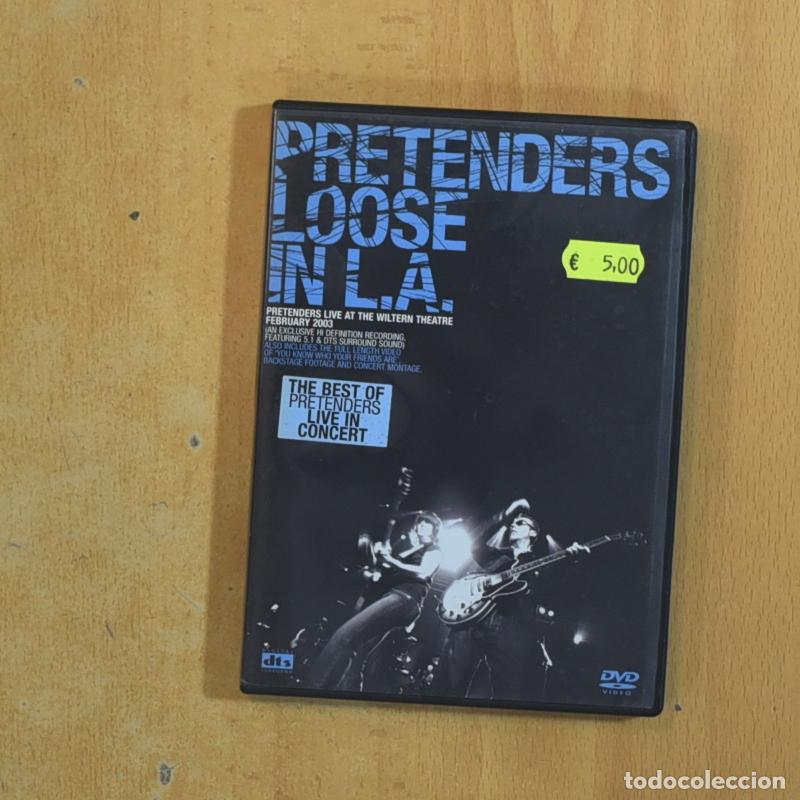 PRETENDERS
LOOSE
IN L.A.
€ 5,00
PRETENDERS LIVE AT THE WILTERN THEATRE
FEBRUARY 2003
(AN EXCLUSIVE HI DEFINITION RECORDING,
FEATURING 5.1 & DTS SURROUND SOUND)
ALSO INCLUDES THE FULL LENGTH VIDEO
OF 'YOU KNOW WHO YOUR FRIENDS ARE',
BACKSTAGE FOOTAGE AND CONCERT MONTAGE.
THE BEST OF
PRETENDERS
LIVE IN
CONCERT
DIGITAL
dts
SURROUND
DVD
VIDEO
todocoleccion